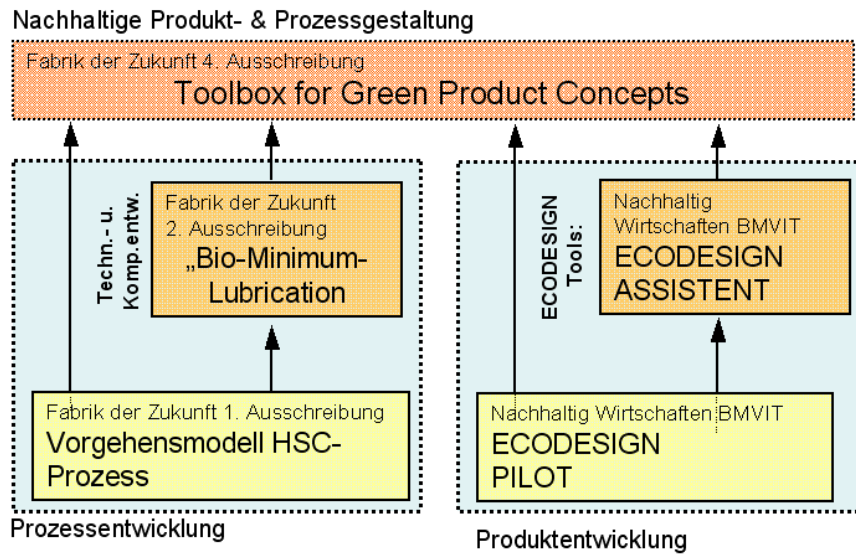 Nachhaltige Produkt- & Prozessgestaltung
Fabrik der Zukunft 4. Ausschreibung
Toolbox for Green Product Concepts
Techn.- u.
Komp.entw.
Fabrik der Zukunft
2. Ausschreibung
„Bio-Minimum-
Lubrication
Fabrik der Zukunft 1. Ausschreibung
Vorgehensmodell HSC-
Prozess
Prozessentwicklung
ECODESIGN
Tools:
Nachhaltig
Wirtschaften BMVIT
ECODESIGN
ASSISTENT
Nachhaltig Wirtschaften BMVIT
ECODESIGN
PILOT
Produktentwicklung